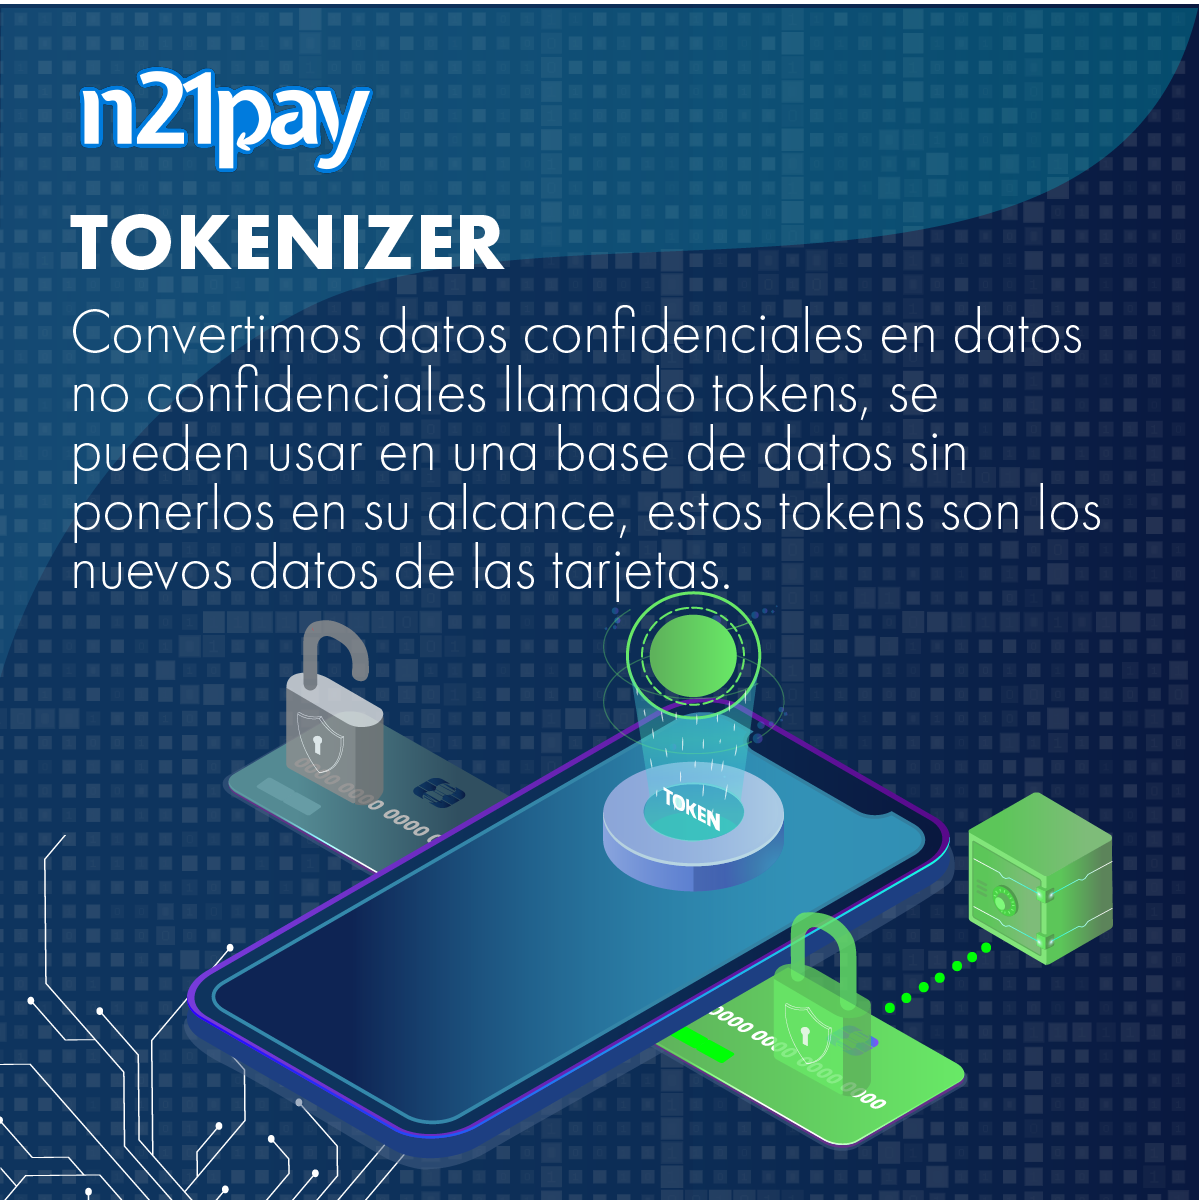 n21pay
TOKENIZER
Convertimos datos confidenciales en datos
no confidenciales llamado tokens, se
pueden usar en una base de datos sin
ponerlos en su alcance, estos tokens son los
nuevos datos de las tarjetas.
TOKEN
0000 0000 0000 0
0000 0000 0000 0000